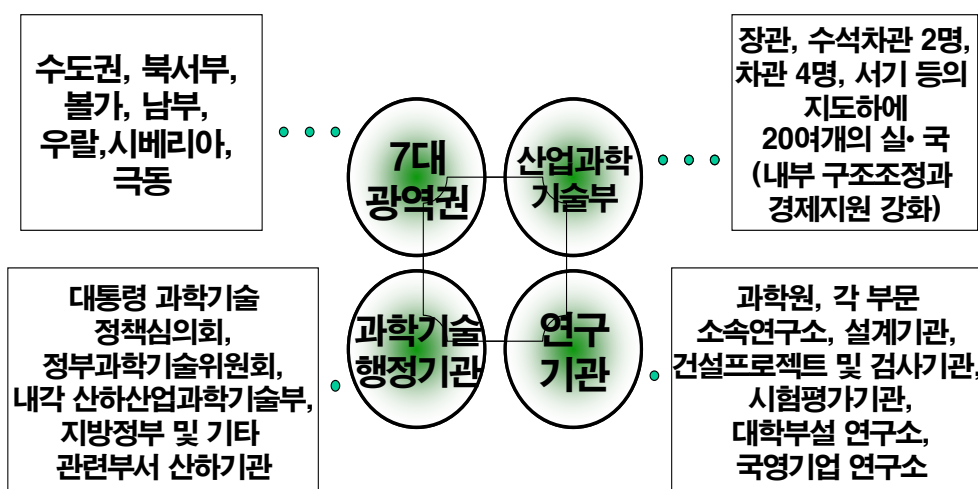 수도권, 북서부,
볼가, 남부,
우랄,시베리아,
극동
7대
광역권
산업과학
기술부
장관, 수석차관 2명,
차관 4명, 서기 등의
지도하에
20여개의 실· 국
(내부 구조조정과
경제지원 강화)
대통령 과학기술
정책심의회,
정부과학기술위원회,
내각 산하산업과학기술부,
지방정부 및 기타
관련부서 산하기관
과학기술
행정기관
연구
기관
과학원, 각 부문
소속연구소, 설계기관,
건설프로젝트 및 검사기관,
시험평가기관,
대학부설 연구소,
국영기업 연구소